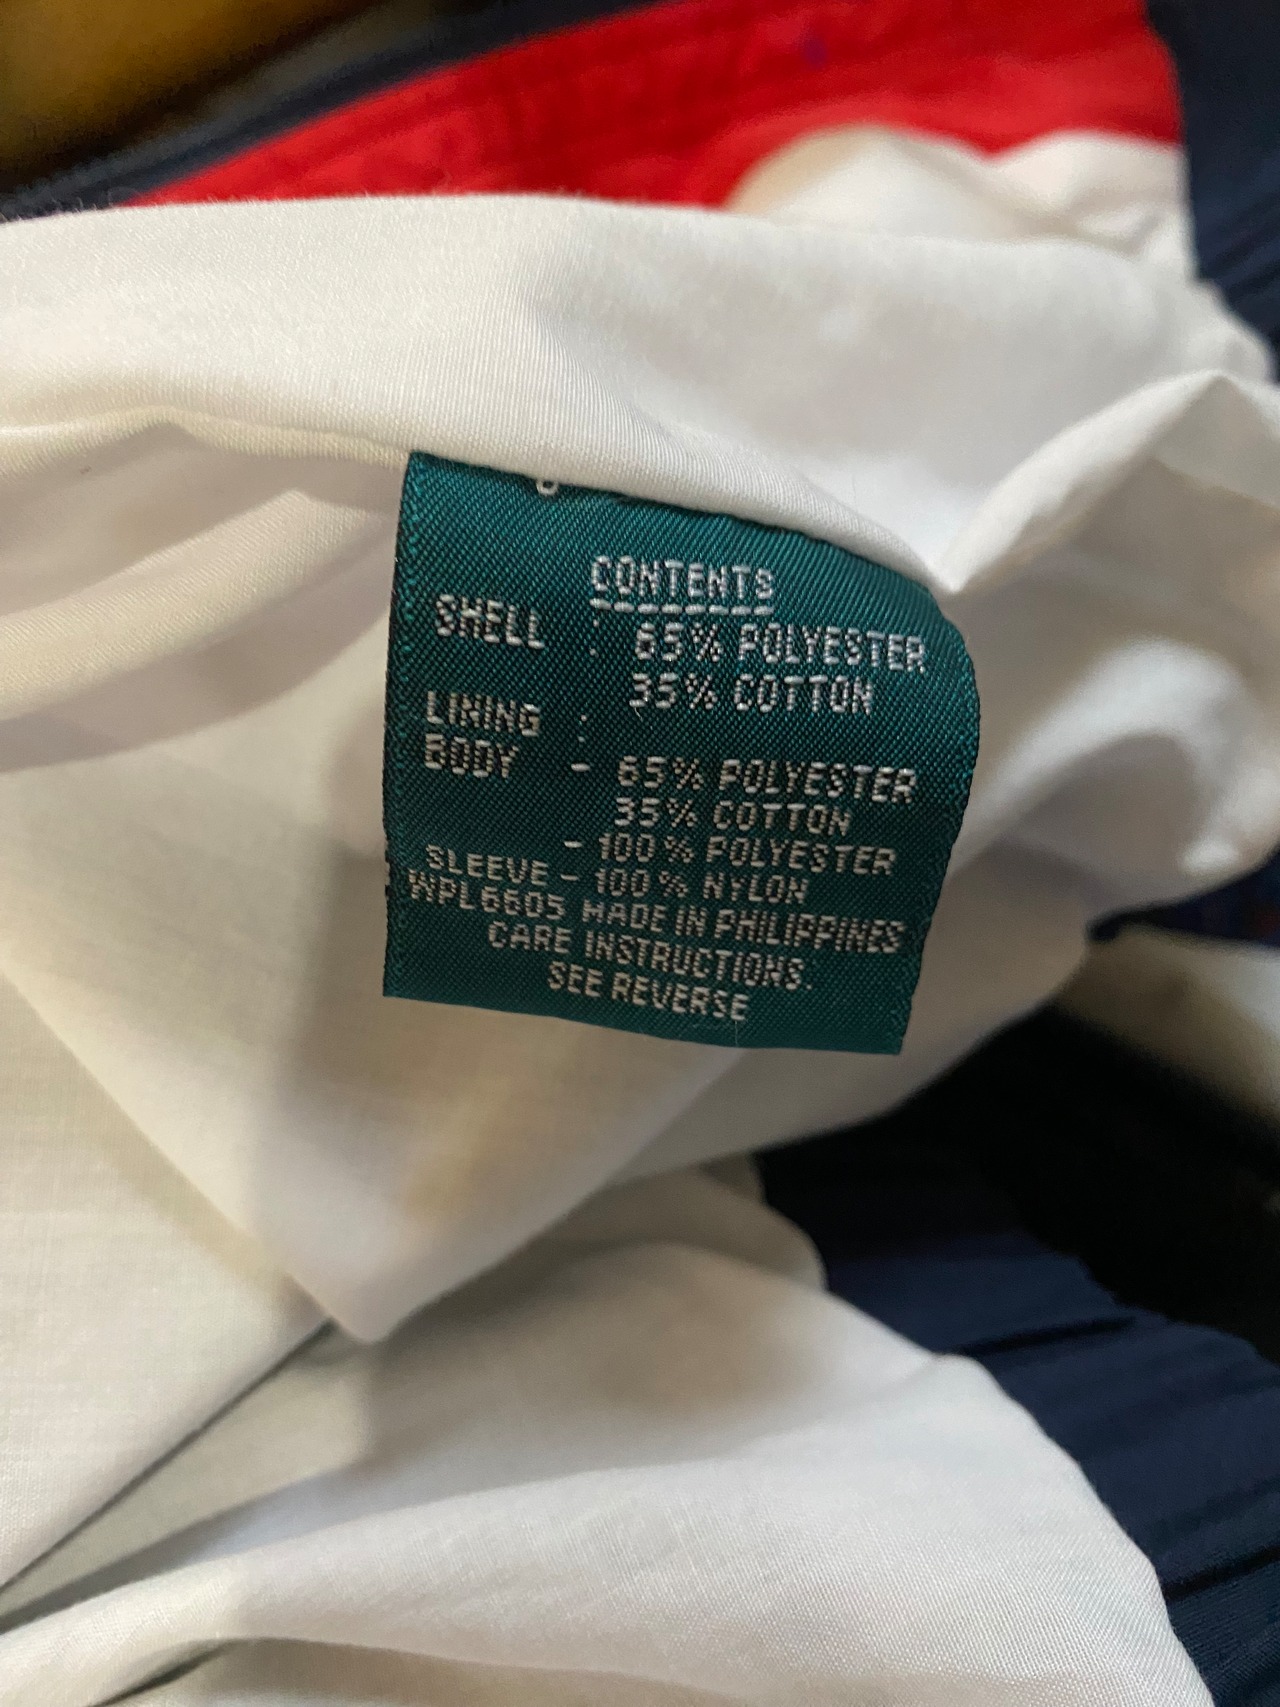 CONTENTS
SHELL : 65% POLYESTER
35% COTTON
LINING :
BODY - 65% POLYESTER
35% COTTON
- 100% POLYESTER
SLEEVE - 100% NYLON
WPL6605 MADE IN PHILIPPINES
CARE INSTRUCTIONS.
SEE REVERSE